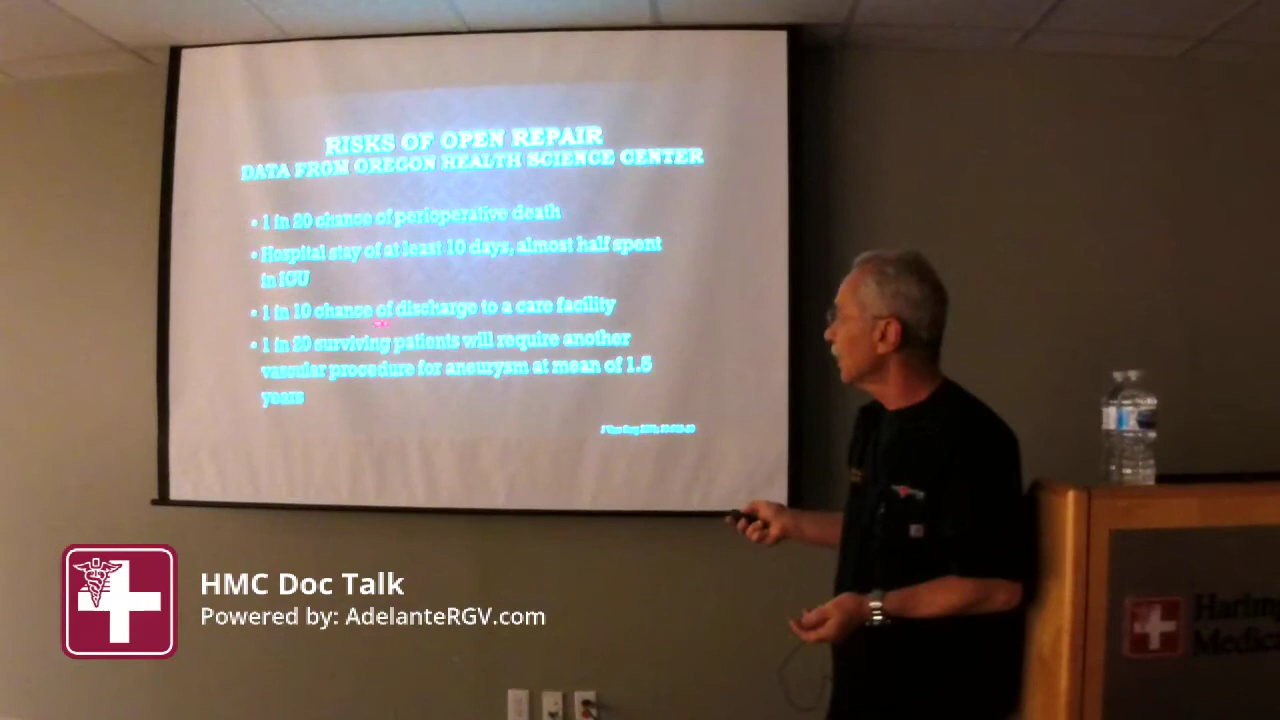 RISKS OF OPEN REPAIR
DATA FROM OREGON HEALTH SCIENCE CENTER
• 1 in 20 chance of perioperative death
• Hospital stay of at least 10 days, almost half spent
in ICU
• 1 in 10 chance of discharge to a care facility
• 1 in 20 surviving patients will require another
vascular procedure for aneurysm at mean of 1.5
years
HMC Doc Talk
Powered by: AdelanteRGV.com
Medic